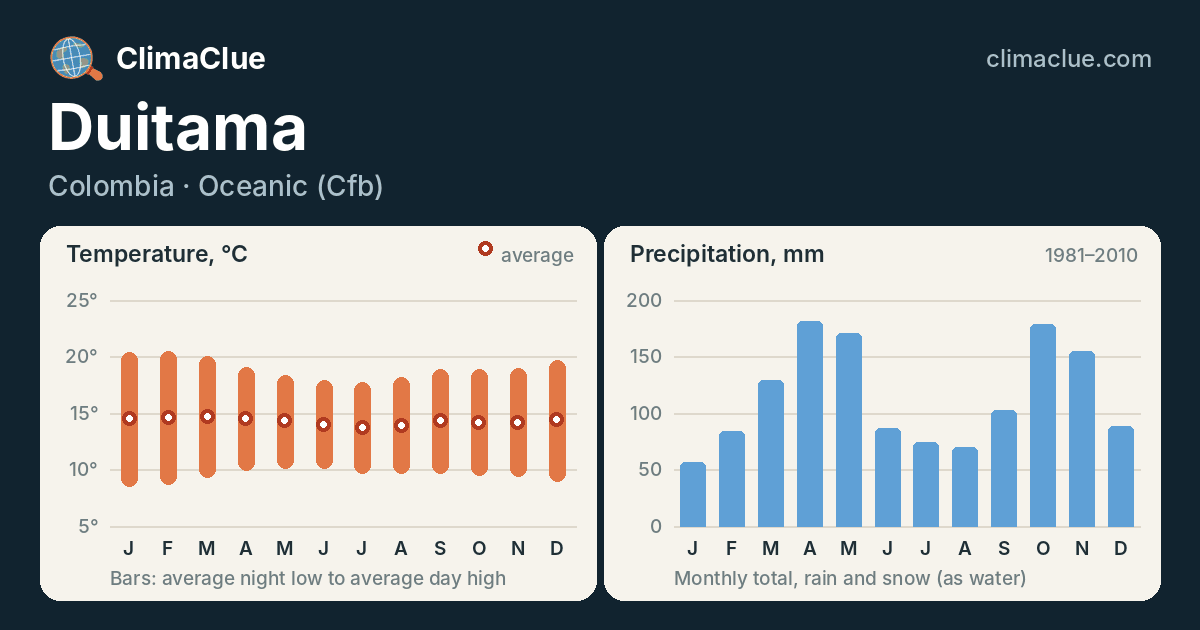 ClimaClue
climaclue.com
Duitama
Colombia · Oceanic (Cfb)
Temperature, °C
average
25°
20°
15°
10°
5°
J F M A M J J A S O N D
Bars: average night low to average day high
Precipitation, mm
1981–2010
200
150
100
50
0
J F M A M J J A S O N D
Monthly total, rain and snow (as water)